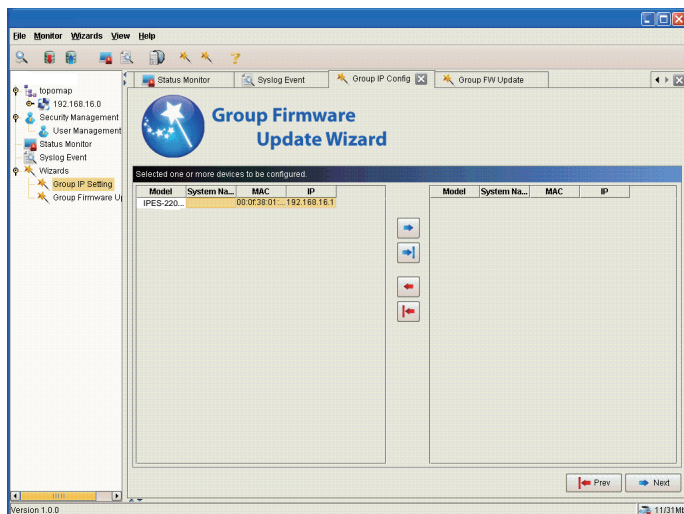 File Monitor Wizards View Help
Status Monitor Syslog Event Group IP Config Group FW Update
topomap
192.168.16.0
Security Management
User Management
Status Monitor
Syslog Event
Wizards
Group IP Setting
Group Firmware U
Group Firmware
Update Wizard
Selected one or more devices to be configured.
Model System Na... MAC IP
IPES-220... 00:0f:38:01:... 192.168.16.1
Model System Na... MAC IP
Prev Next
Version 1.0.0 11/31Mb